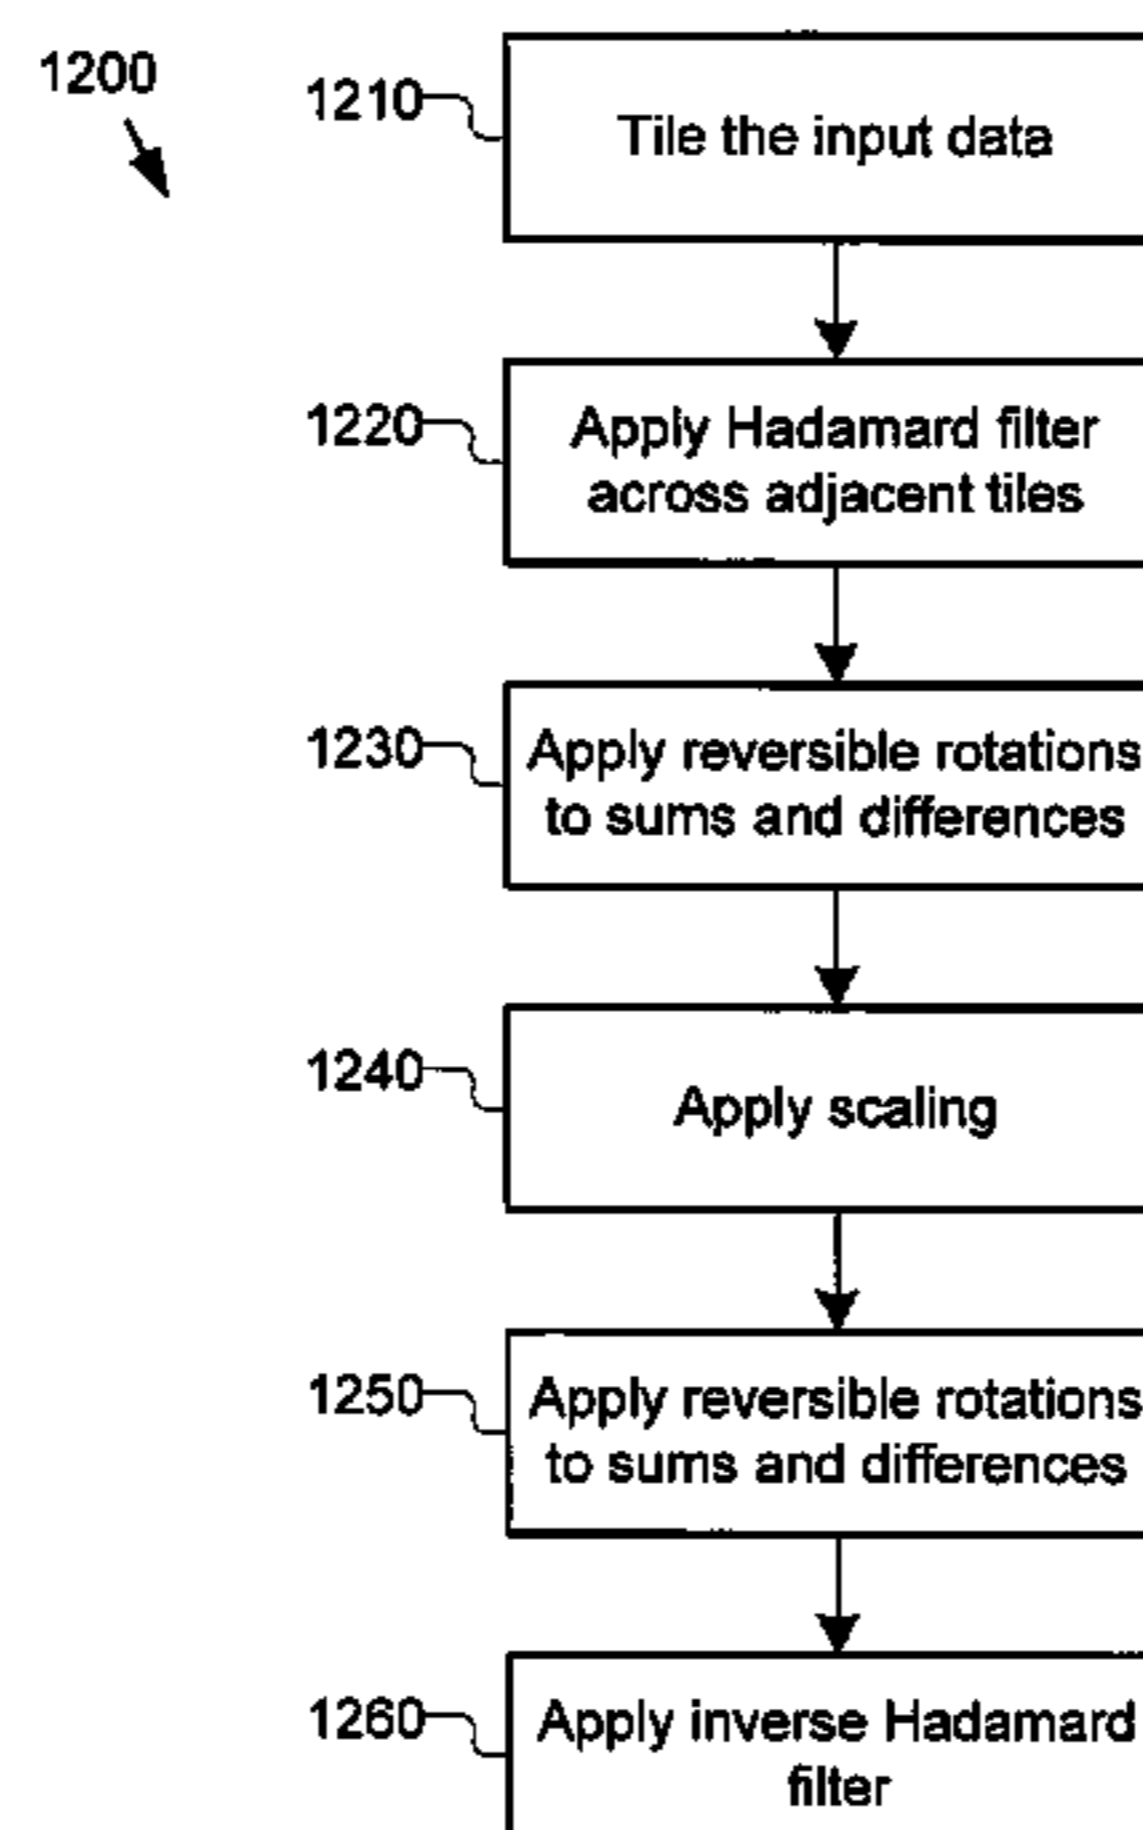 1200
1210
Tile the input data
1220
Apply Hadamard filter
across adjacent tiles
1230
Apply reversible rotations
to sums and differences
1240
Apply scaling
1250
Apply reversible rotations
to sums and differences
1260
Apply inverse Hadamard
filter